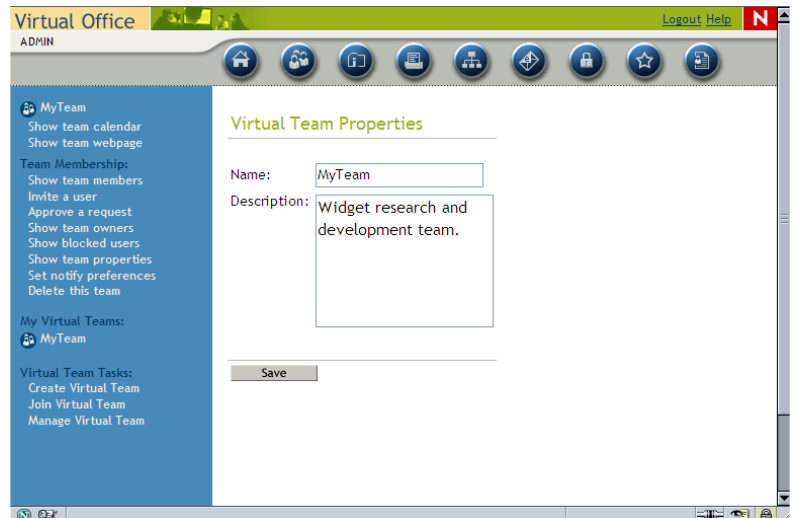 Virtual Office
Logout Help
N
ADMIN
MyTeam
Show team calendar
Show team webpage
Team Membership:
Show team members
Invite a user
Approve a request
Show team owners
Show blocked users
Show team properties
Set notify preferences
Delete this team
My Virtual Teams:
MyTeam
Virtual Team Tasks:
Create Virtual Team
Join Virtual Team
Manage Virtual Team
Virtual Team Properties
Name: MyTeam
Description: Widget research and
development team.
Save